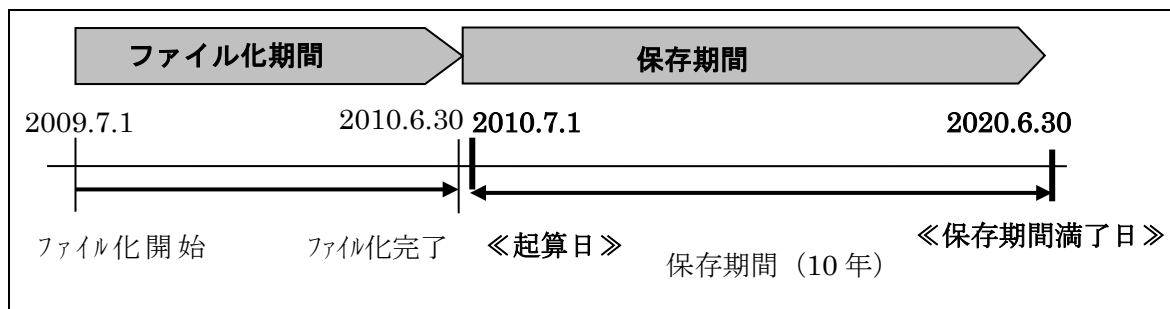 ファイル化期間 保存期間
2009.7.1 2010.6.30 2010.7.1 2020.6.30
ファイル化開始 ファイル化完了 ≪起算日≫ 保存期間(10年) ≪保存期間満了日≫